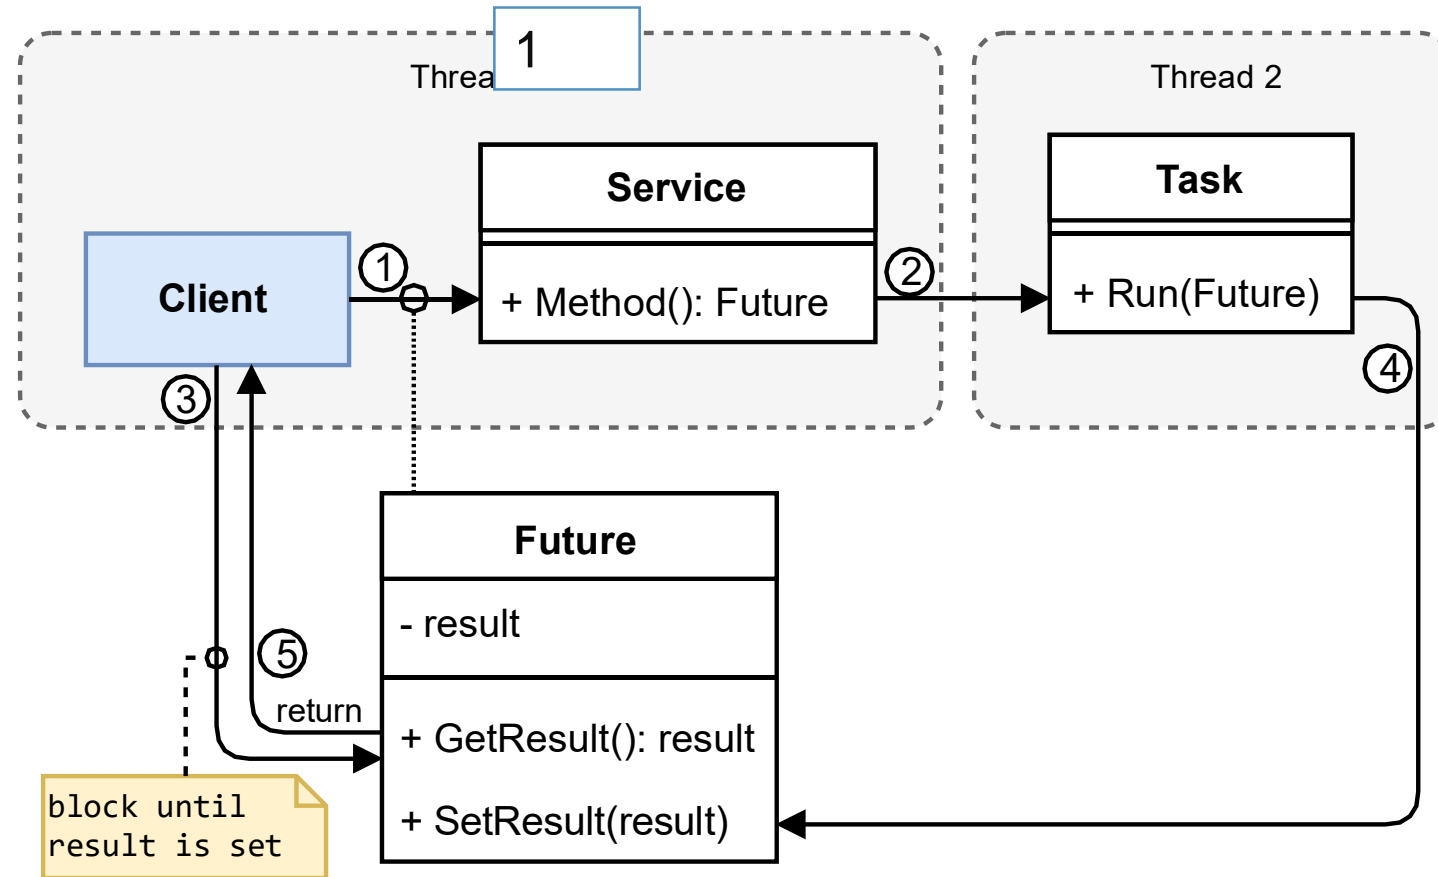 1
Threa
Thread 2
Service
Task
Client
1
+ Method(): Future
2
+ Run(Future)
3
4
Future
- result
5
return
+ GetResult(): result
block until
result is set
+ SetResult(result)